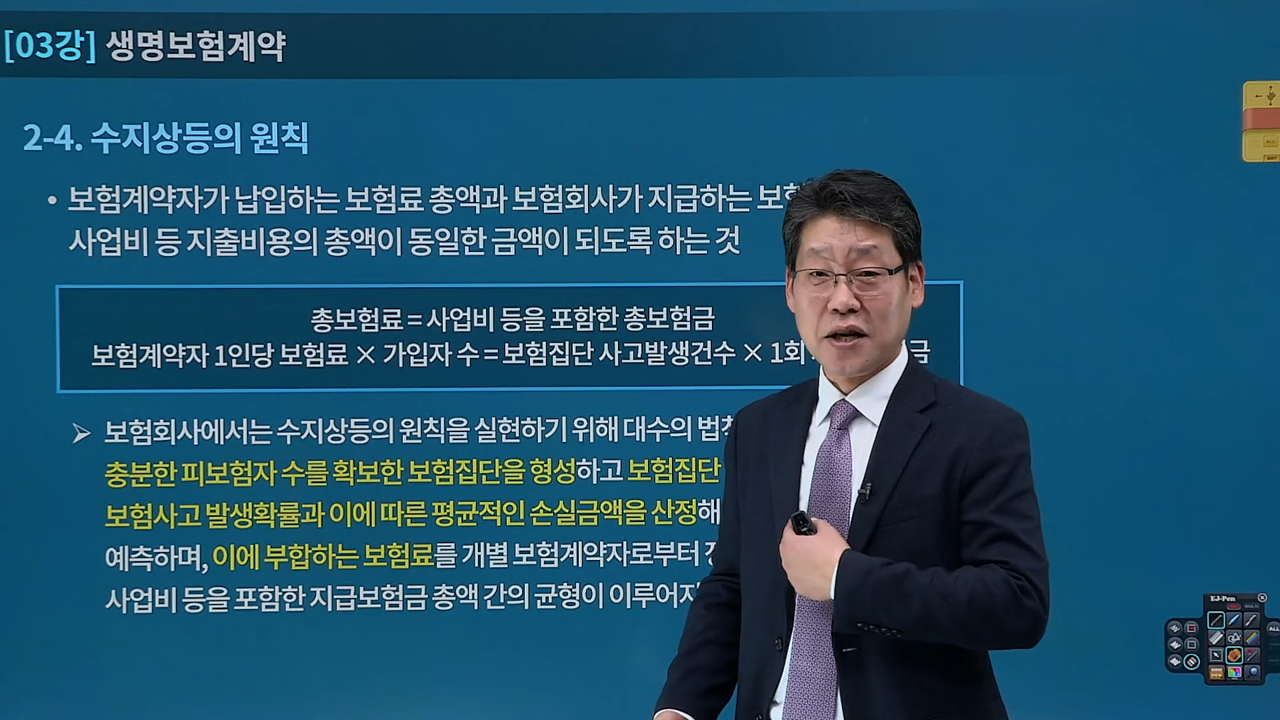 [03강] 생명보험계약
2-4. 수지상등의 원칙
• 보험계약자가 납입하는 보험료 총액과 보험회사가 지급하는
사업비 등 지출비용의 총액이 동일한 금액이 되도록 하는 것
총보험료 = 사업비 등을 포함한 총보험금
보험계약자 1인당 보험료 × 가입자 수 = 보험집단 사고발생건수 × 1회
➢ 보험회사에서는 수지상등의 원칙을 실현하기 위해 대수의
충분한 피보험자 수를 확보한 보험집단을 형성하고 보험집단
보험사고 발생확률과 이에 따른 평균적인 손실금액을 산정해
예측하며, 이에 부합하는 보험료를 개별 보험계약자로부터
사업비 등을 포함한 지급보험금 총액 간의 균형이
EJ-Pen
ALL